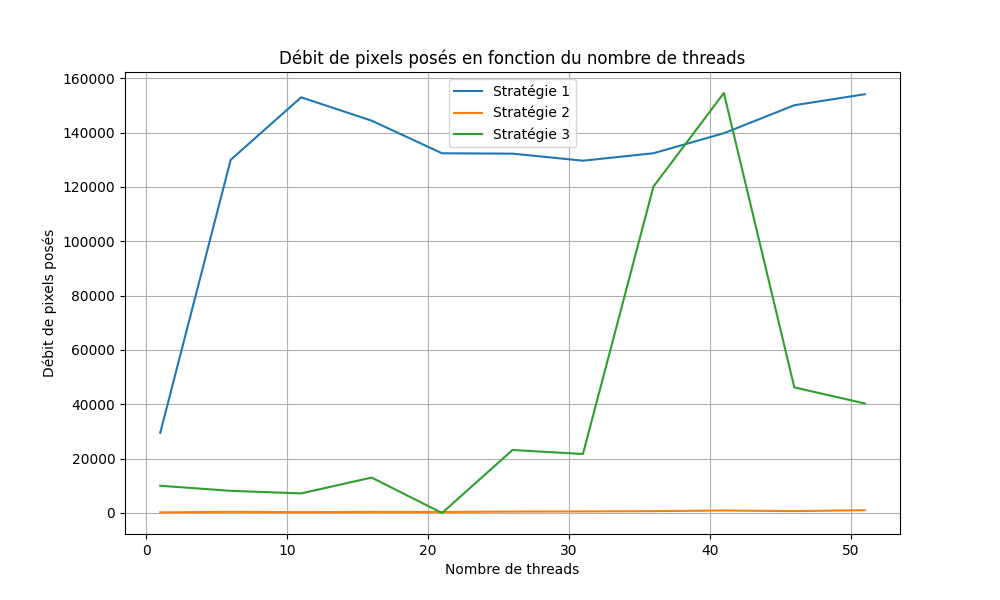 Débit de pixels posés en fonction du nombre de threads
160000
140000
120000
100000
80000
60000
40000
20000
0
Débit de pixels posés
Stratégie 1
Stratégie 2
Stratégie 3
0 10 20 30 40 50
Nombre de threads